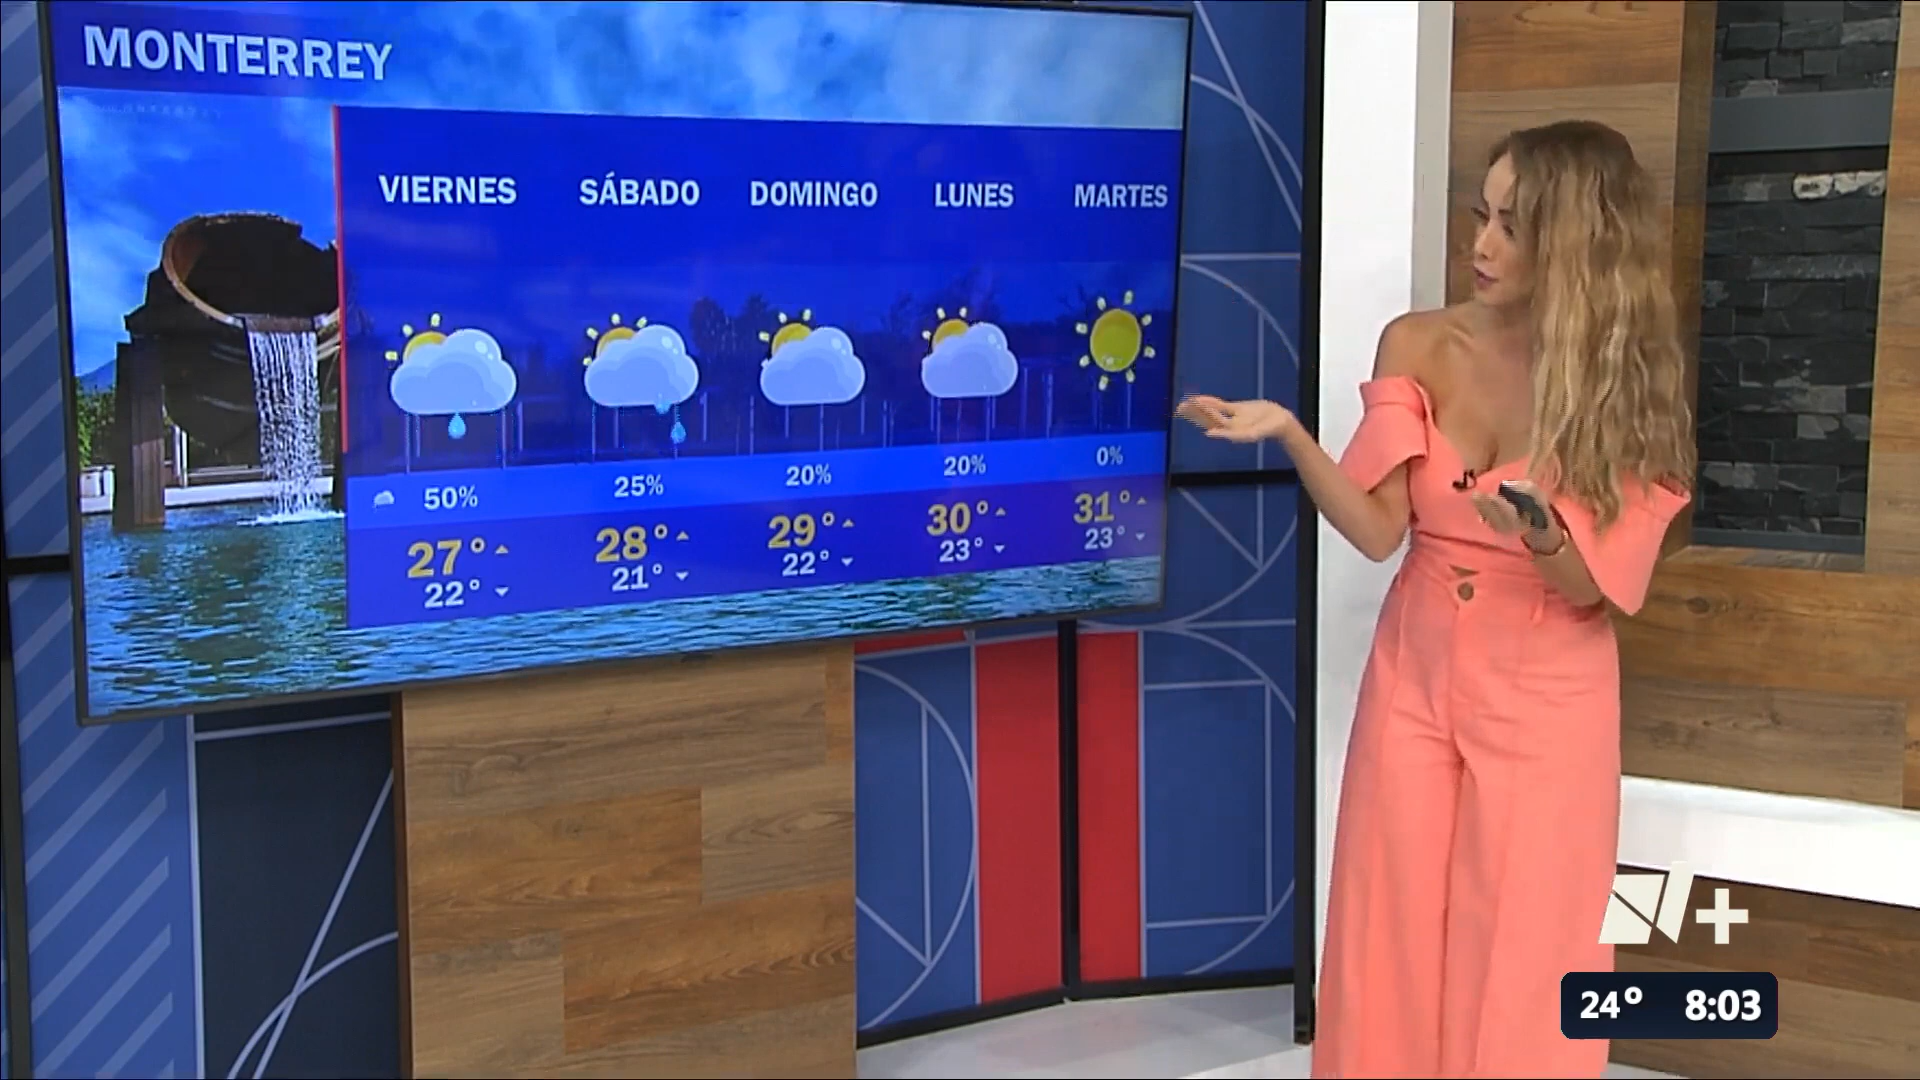 MONTERREY
VIERNES SÁBADO DOMINGO LUNES MARTES
50% 25% 20% 20% 0%
27° 28° 29° 30° 31°
22° 21° 22° 23° 23°
N+
24° 8:03